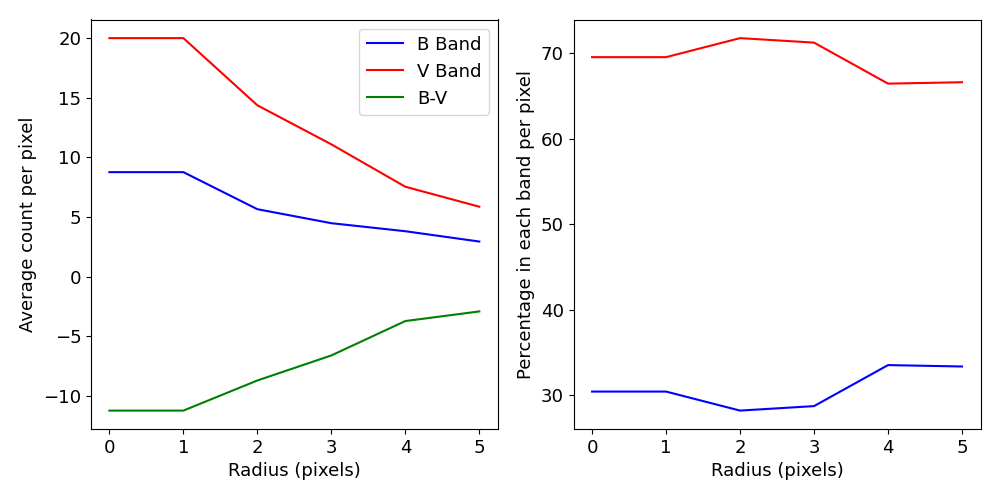 20
15
10
5
0
−5
−10
Average count per pixel
B Band
V Band
B-V
0 1 2 3 4 5
Radius (pixels)
70
60
50
40
30
Percentage in each band per pixel
0 1 2 3 4 5
Radius (pixels)